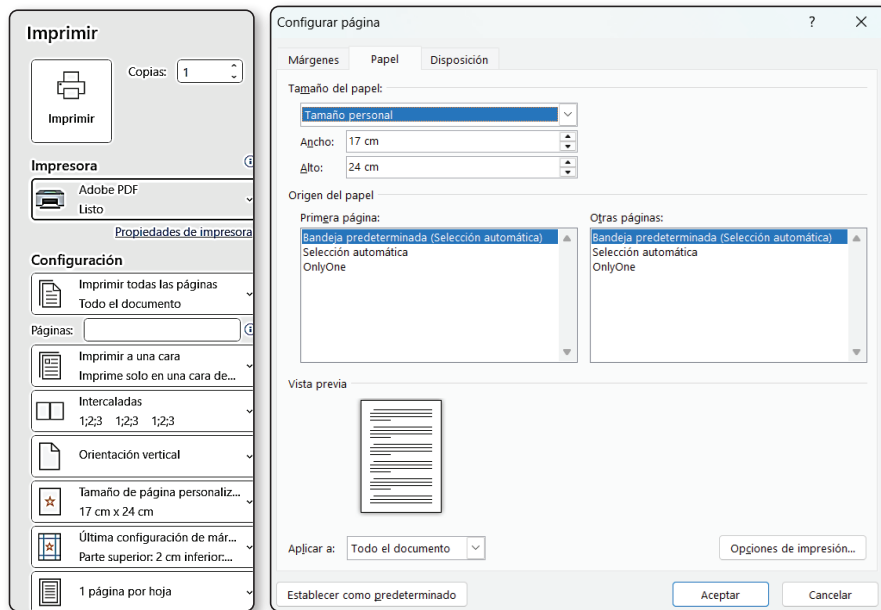 Imprimir
Copias: 1
Imprimir
Impresora
Adobe PDF
Listo
Propiedades de impresora
Configuración
Imprimir todas las páginas
Todo el documento
Páginas:
Imprimir a una cara
Imprime solo en una cara de...
Intercaladas
1;2;3 1;2;3 1;2;3
Orientación vertical
Tamaño de página personaliz...
17 cm x 24 cm
Última configuración de már...
Parte superior: 2 cm inferior:...
1 página por hoja
Configurar página
?
Márgenes Papel Disposición
Tamaño del papel:
Tamaño personal
Ancho: 17 cm
Alto: 24 cm
Origen del papel
Primera página: Otras páginas:
Bandeja predeterminada (Selección automática) Bandeja predeterminada (Selección automática)
Selección automática Selección automática
OnlyOne OnlyOne
Vista previa
Aplicar a: Todo el documento Opciones de impresión...
Establecer como predeterminado Aceptar Cancelar